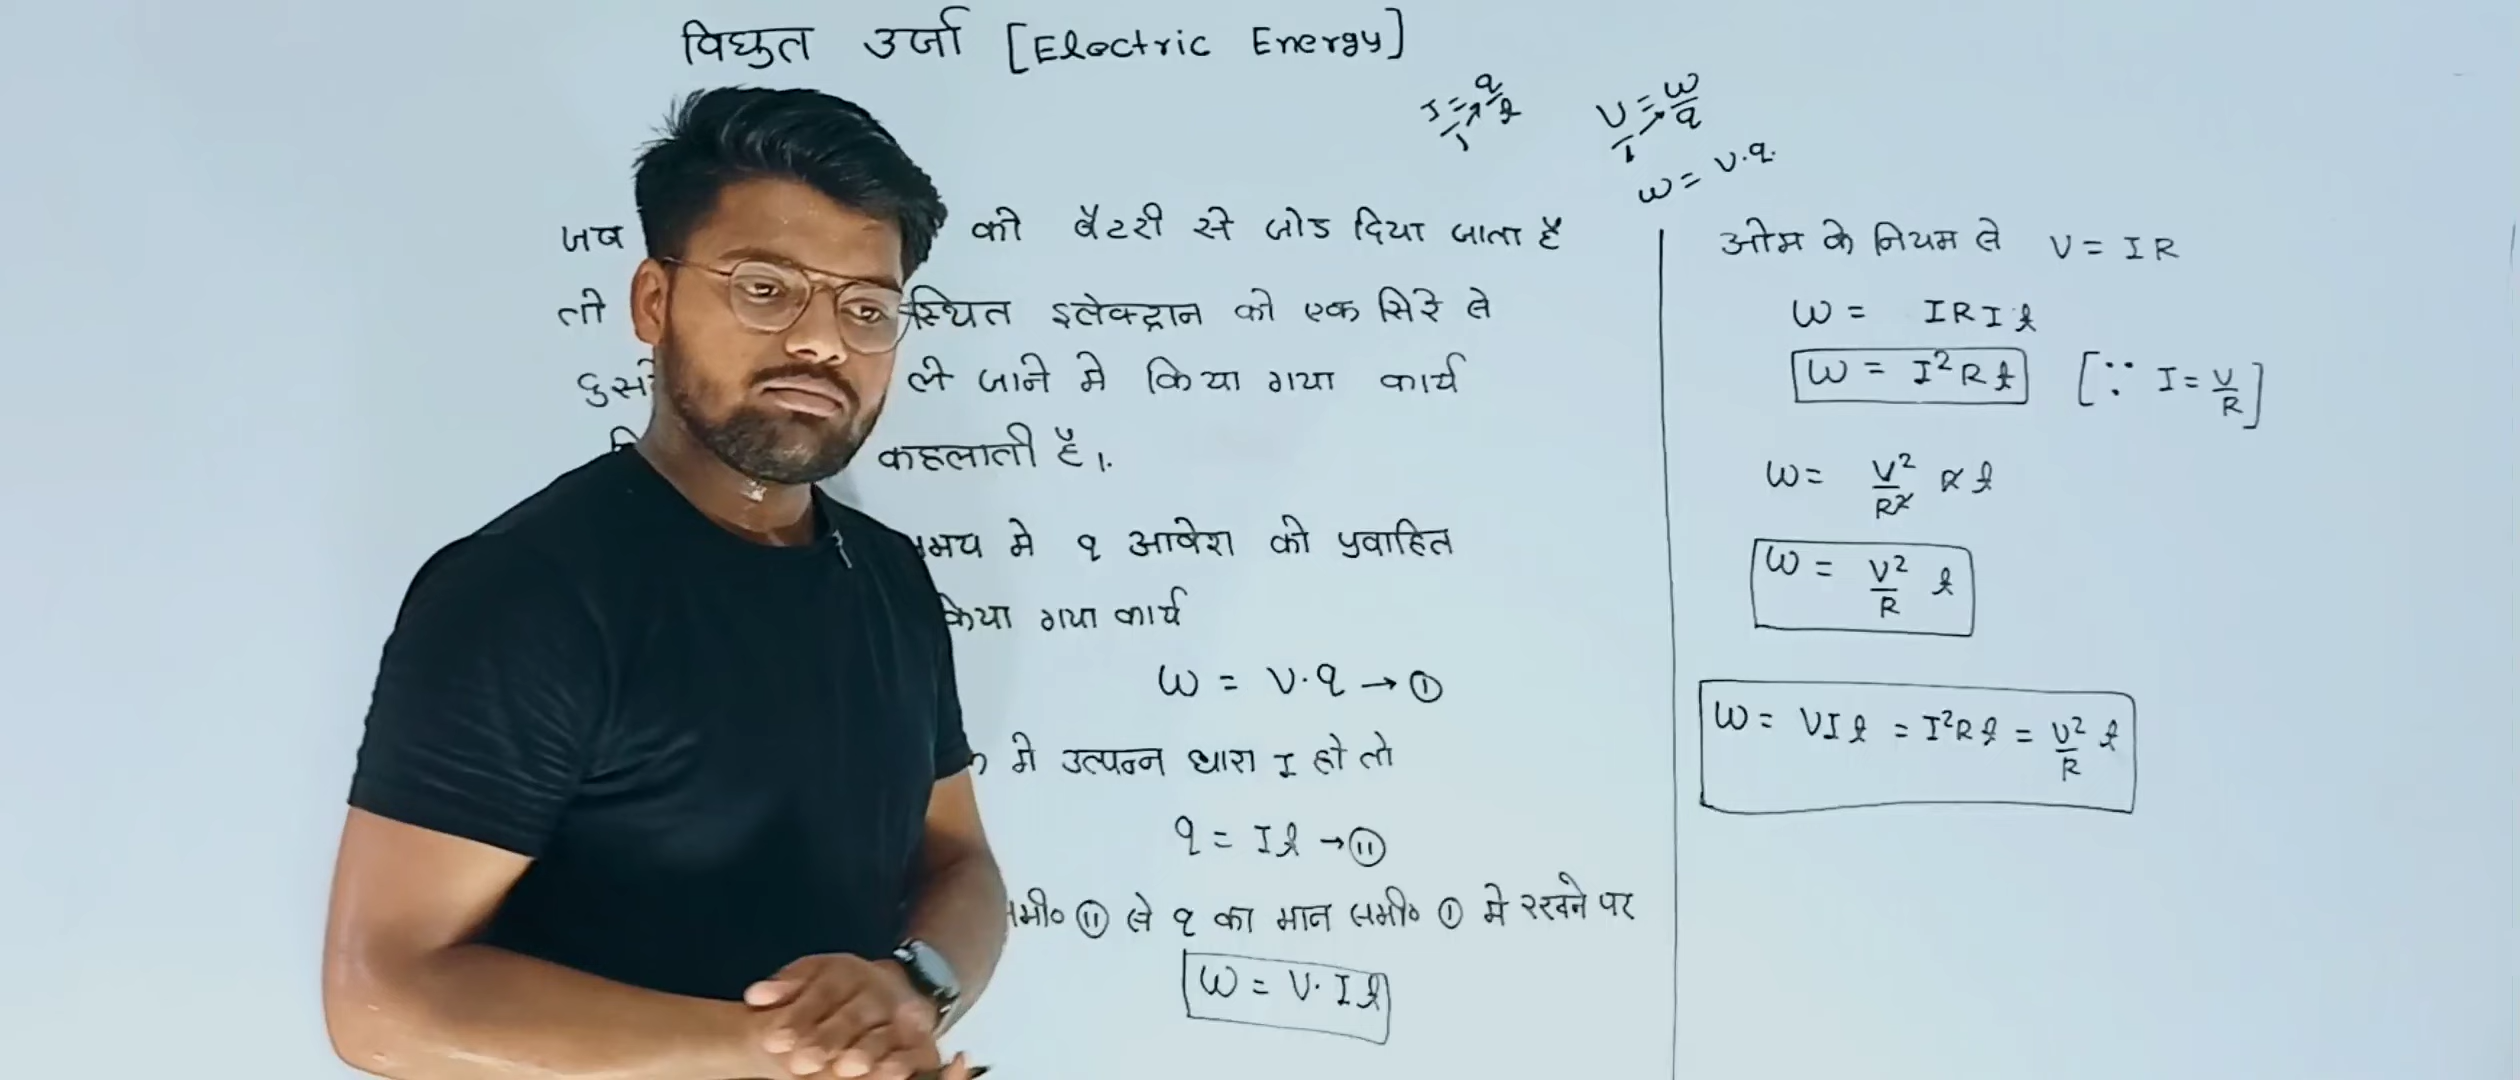 विद्युत उर्जा [Electric Energy]
I = q/t
V = W/q
W = V.q.
जब को बैटरी से जोड दिया जाता है
तो स्थित इलेक्ट्रान को एक सिरे से
दुसरे ले जाने मे किया गया कार्य
कहलाती है।.
समय मे q आवेश को प्रवाहित
किया गया कार्य
W = V.q → ①
मे उत्पन्न धारा I हो तो
q = It → ⑪
समी० ⑪ से q का मान समी० ① मे रखने पर
W = V. It
ओम के नियम से V = IR
W = IRIt
W = I²Rt [∵ I = V/R]
W = V²/R² Rt
W = V²/R t
W = VIt = I²Rt = V²/R t